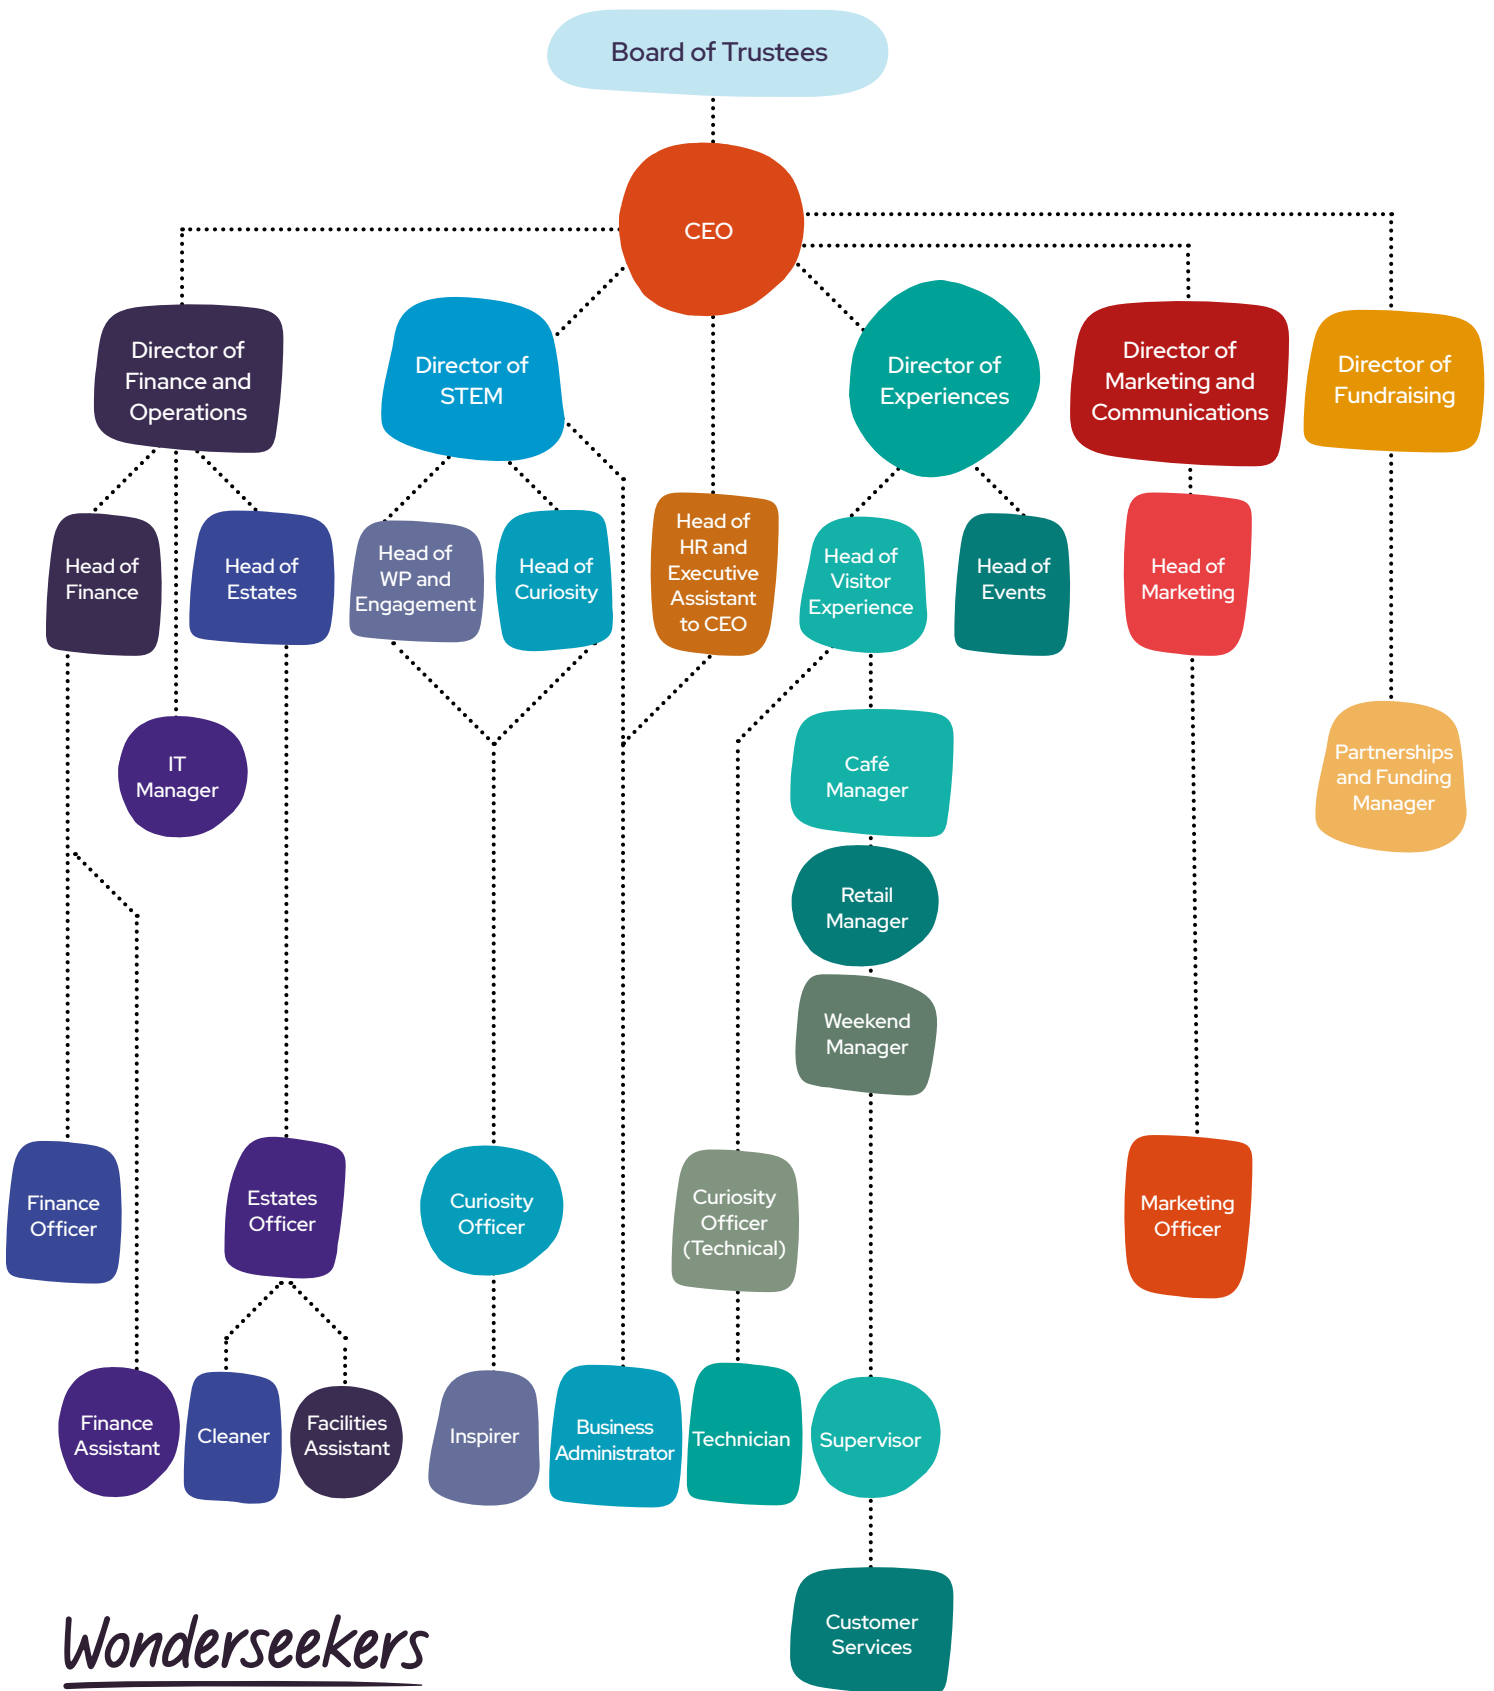 Board of Trustees
CEO
Director of
Finance and
Operations
Director of
STEM
Director of
Experiences
Director of
Marketing and
Communications
Director of
Fundraising
Head of
Finance
Head of
Estates
Head of
WP and
Engagement
Head of
Curiosity
Head of
HR and
Executive
Assistant
to CEO
Head of
Visitor
Experience
Head of
Events
Head of
Marketing
IT
Manager
Café
Manager
Partnerships
and Funding
Manager
Retail
Manager
Weekend
Manager
Finance
Officer
Estates
Officer
Curiosity
Officer
Curiosity
Officer
(Technical)
Marketing
Officer
Finance
Assistant
Cleaner
Facilities
Assistant
Inspirer
Business
Administrator
Technician
Supervisor
Customer
Services
Wonderseekers